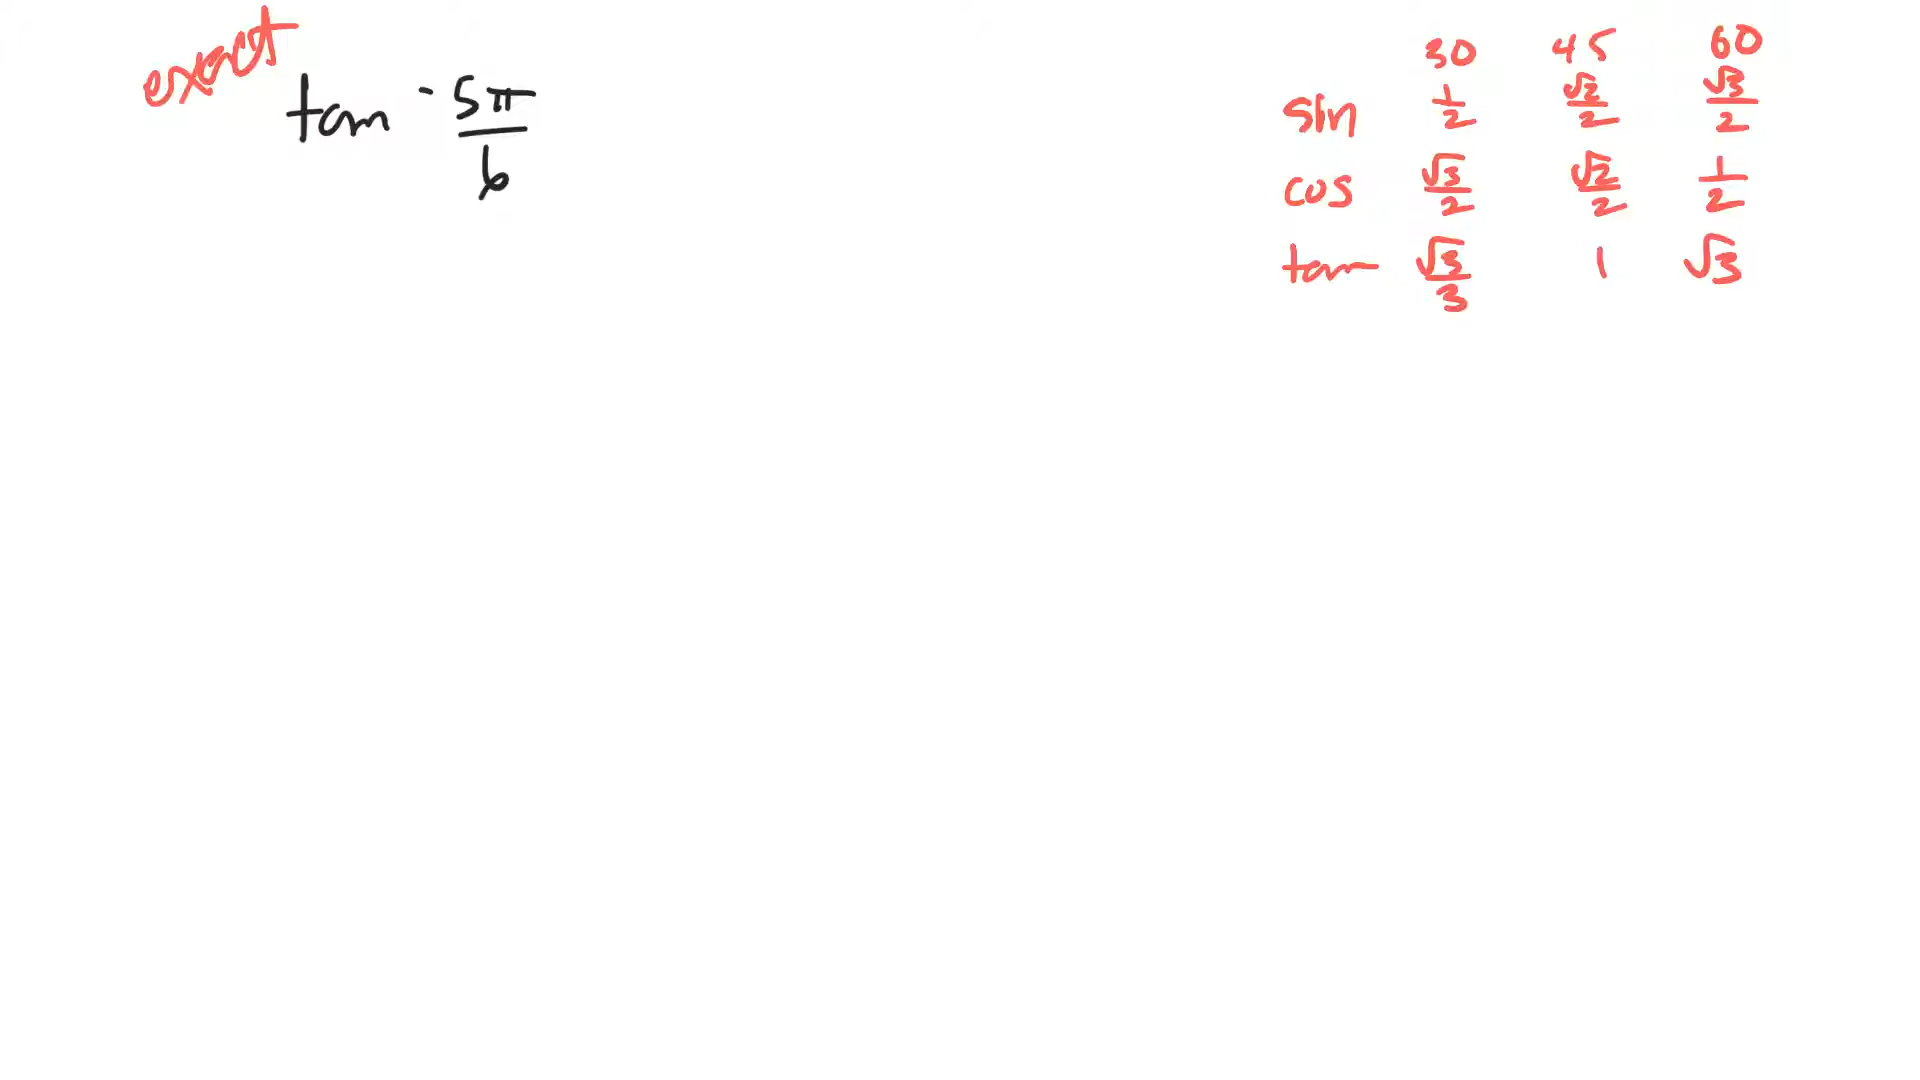 exact
tan -5π/6
30 45 60
sin 1/2 √2/2 √3/2
cos √3/2 √2/2 1/2
tan √3/3 1 √3